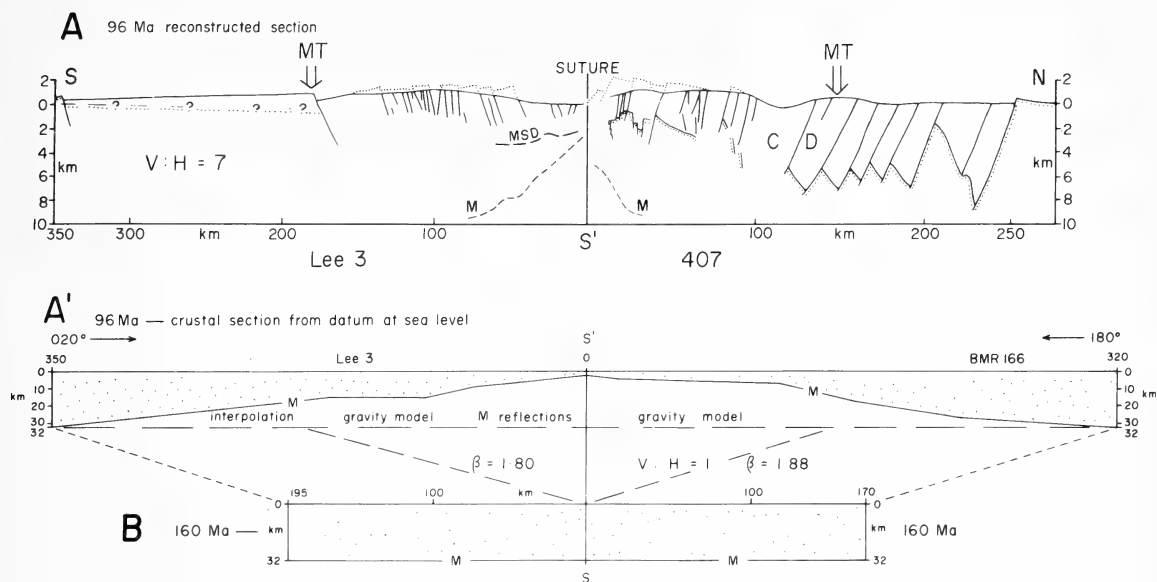 A 96 Ma reconstructed section
MT
MT
S
SUTURE
N
2
0
2
4
km
6
8
10
2
0
2
4
km
6
8
10
? ? ? ?
MSD
V : H = 7
M
M
C D
350 300 km 200 100 S' 100 km 200 250
Lee 3 407
A' 96 Ma — crustal section from datum at sea level
020° 180°
S'
350 Lee 3 0 BMR 166 320
0
10
km
20
30
32
0
10
20
km
30
32
M
M
interpolation gravity model M reflections gravity model
β = 1·80 V : H = 1 β = 1·88
195 100 km 100 170
0 0
B 160 Ma — km km 160 Ma
32 M M 32
S